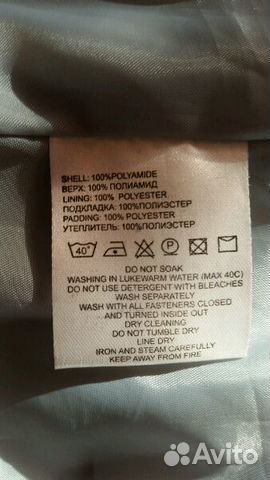 SHELL: 100%POLYAMIDE
ВЕРХ: 100% ПОЛИАМИД
LINING: 100% POLYESTER
ПОДКЛАДКА: 100%ПОЛИЭСТЕР
PADDING: 100% POLYESTER
УТЕПЛИТЕЛЬ: 100%ПОЛИЭСТЕР
40° P
DO NOT SOAK
WASHING IN LUKEWARM WATER (MAX 40C)
DO NOT USE DETERGENT WITH BLEACHES
WASH SEPARATELY
WASH WITH ALL FASTENERS CLOSED
AND TURNED INSIDE OUT
DRY CLEANING
DO NOT TUMBLE DRY
LINE DRY
IRON AND STEAM CAREFULLY
KEEP AWAY FROM FIRE
Avito